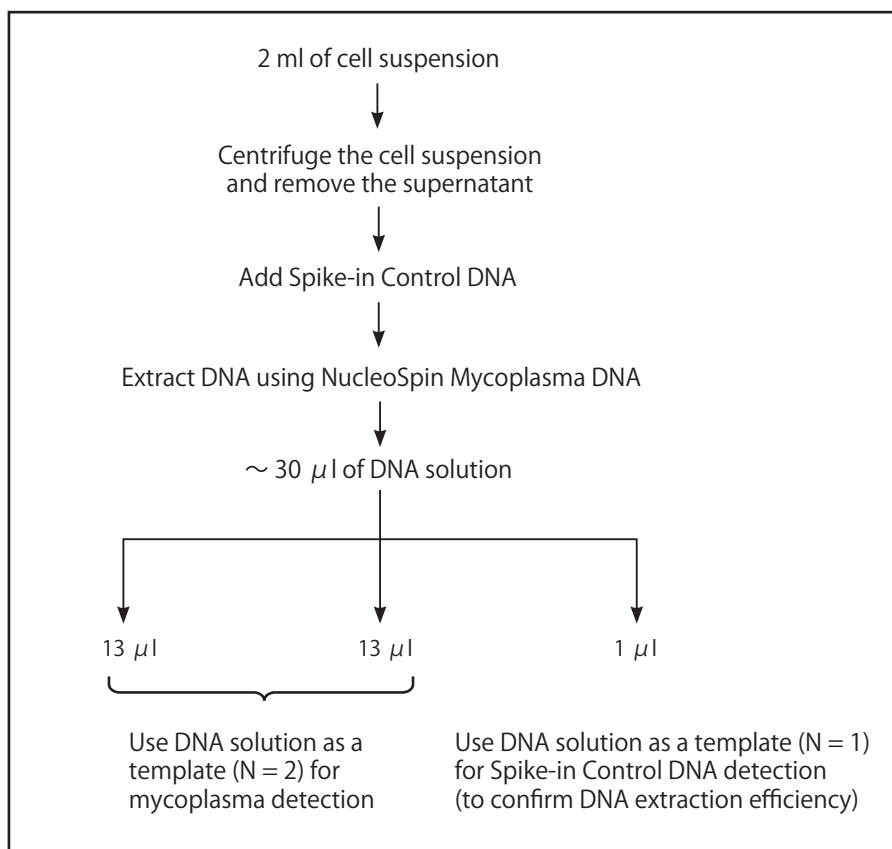 2 ml of cell suspension
Centrifuge the cell suspension
and remove the supernatant
Add Spike-in Control DNA
Extract DNA using NucleoSpin Mycoplasma DNA
～ 30 μl of DNA solution
13 μl
13 μl
1 μl
Use DNA solution as a
template (N = 2) for
mycoplasma detection
Use DNA solution as a template (N = 1)
for Spike-in Control DNA detection
(to confirm DNA extraction efficiency)